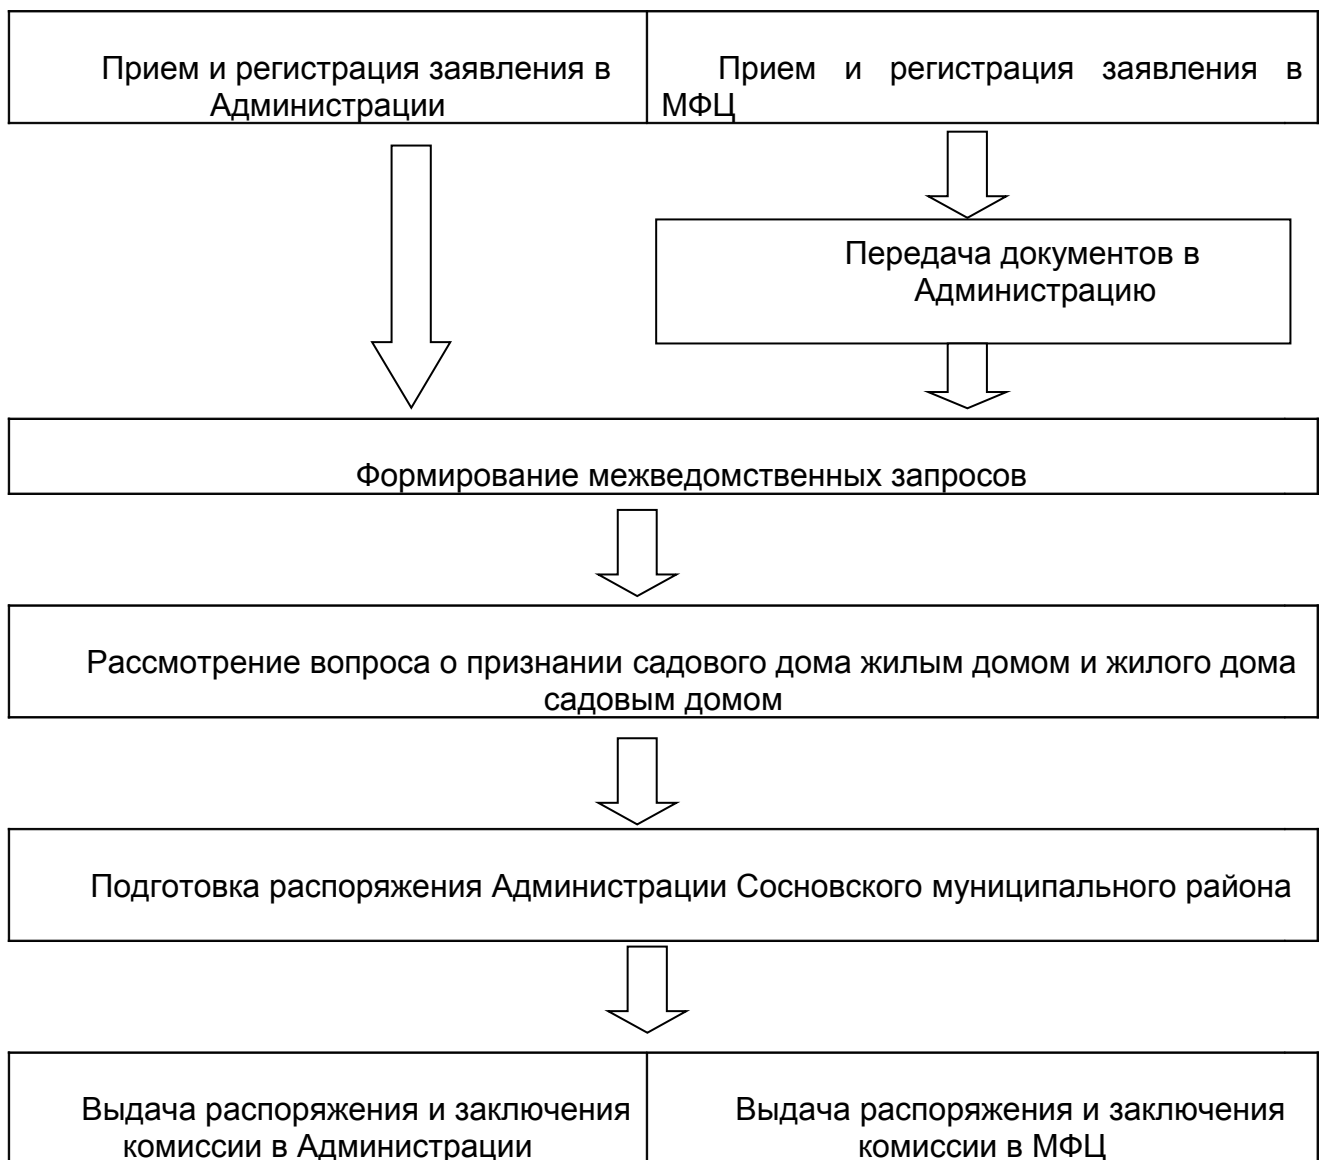 Прием и регистрация заявления в
Администрации
Прием и регистрация заявления в
МФЦ
Передача документов в
Администрацию
Формирование межведомственных запросов
Рассмотрение вопроса о признании садового дома жилым домом и жилого дома
садовым домом
Подготовка распоряжения Администрации Сосновского муниципального района
Выдача распоряжения и заключения
комиссии в Администрации
Выдача распоряжения и заключения
комиссии в МФЦ